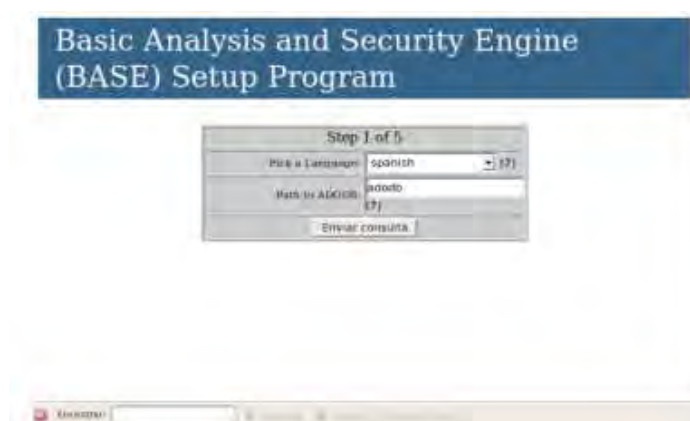 Basic Analysis and Security Engine
(BASE) Setup Program
Step 1 of 5
Pick a Language: spanish (?)
Path to ADODB: adodb
(?)
Enviar consulta